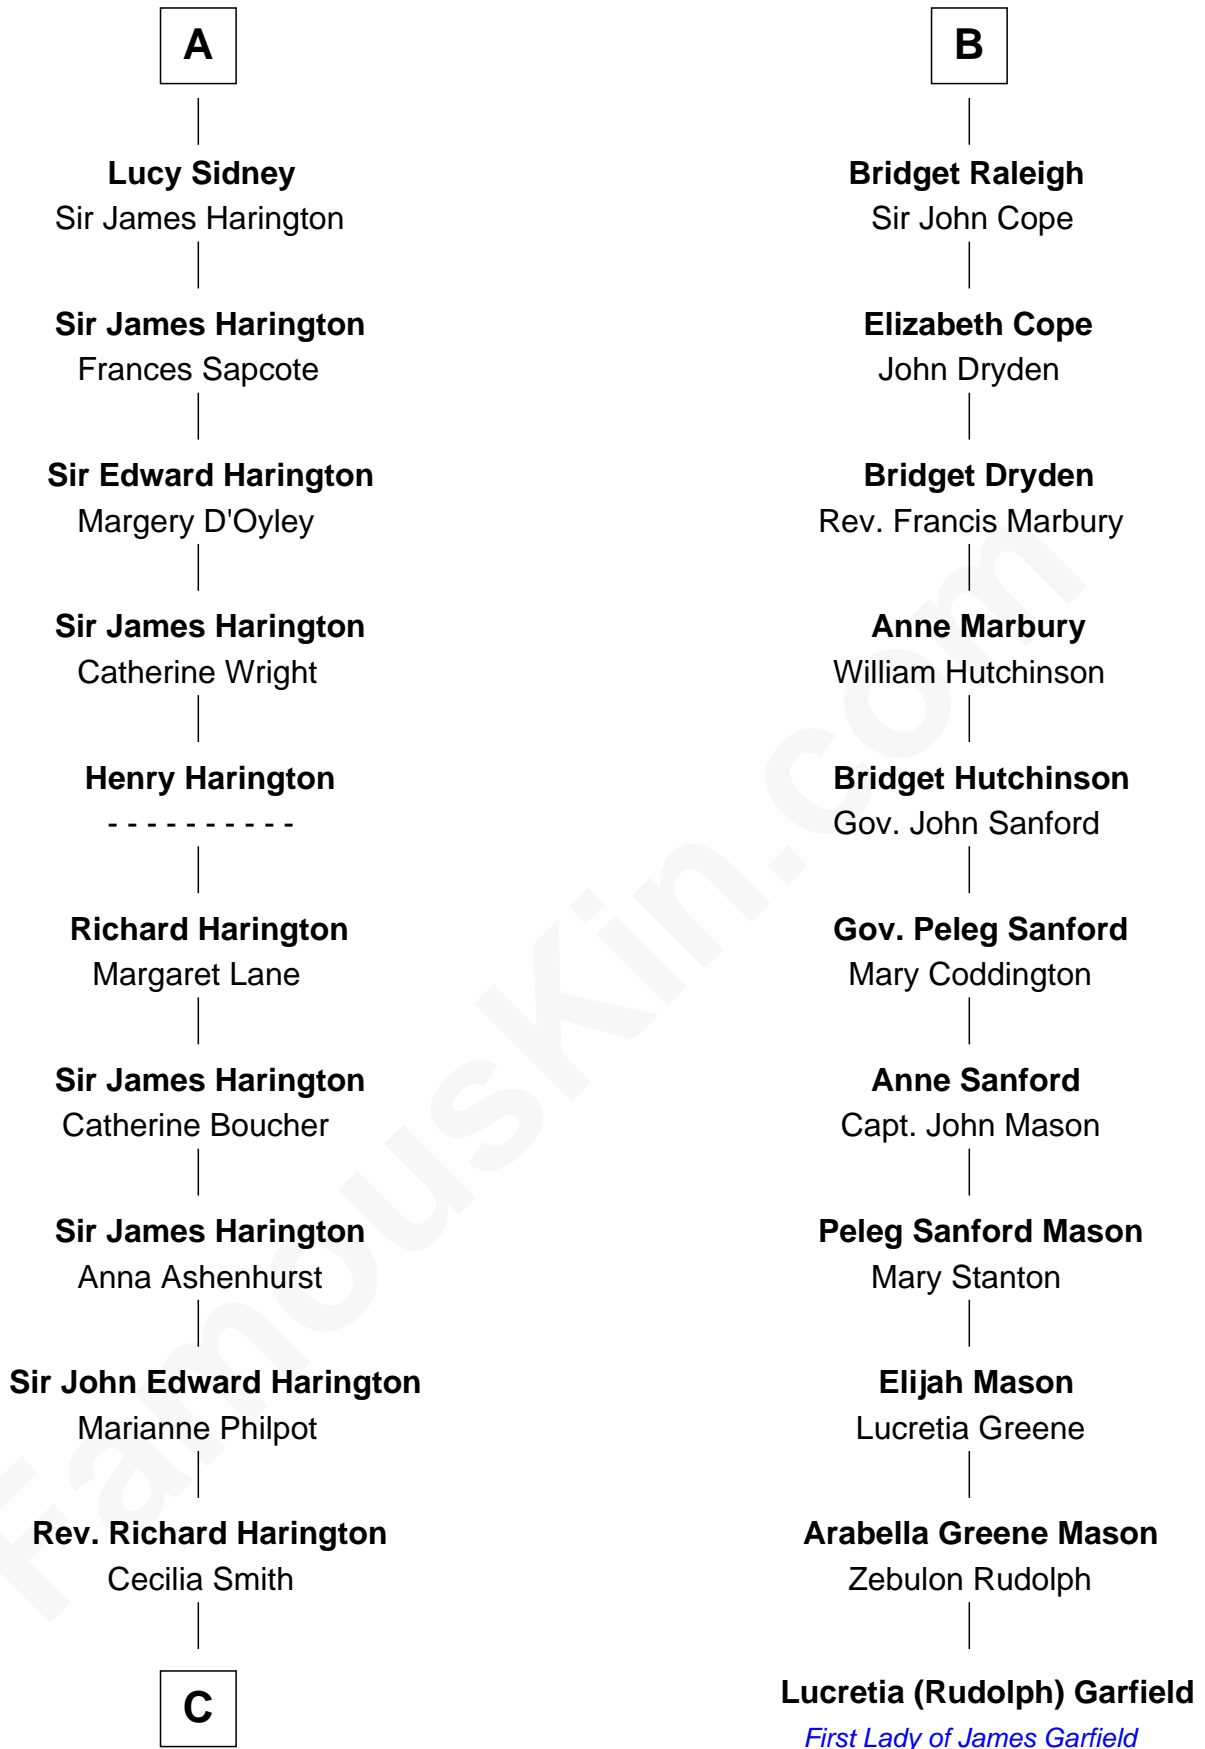 A
Lucy Sidney
Sir James Harington
Sir James Harington
Frances Sapcote
Sir Edward Harington
Margery D'Oyley
Sir James Harington
Catherine Wright
Henry Harington
- - - - - - - - - -
Richard Harington
Margaret Lane
Sir James Harington
Catherine Boucher
Sir James Harington
Anna Ashenhurst
Sir John Edward Harington
Marianne Philpot
Rev. Richard Harington
Cecilia Smith
C
B
Bridget Raleigh
Sir John Cope
Elizabeth Cope
John Dryden
Bridget Dryden
Rev. Francis Marbury
Anne Marbury
William Hutchinson
Bridget Hutchinson
Gov. John Sanford
Gov. Peleg Sanford
Mary Coddington
Anne Sanford
Capt. John Mason
Peleg Sanford Mason
Mary Stanton
Elijah Mason
Lucretia Greene
Arabella Greene Mason
Zebulon Rudolph
Lucretia (Rudolph) Garfield
First Lady of James Garfield
FamousKin.com